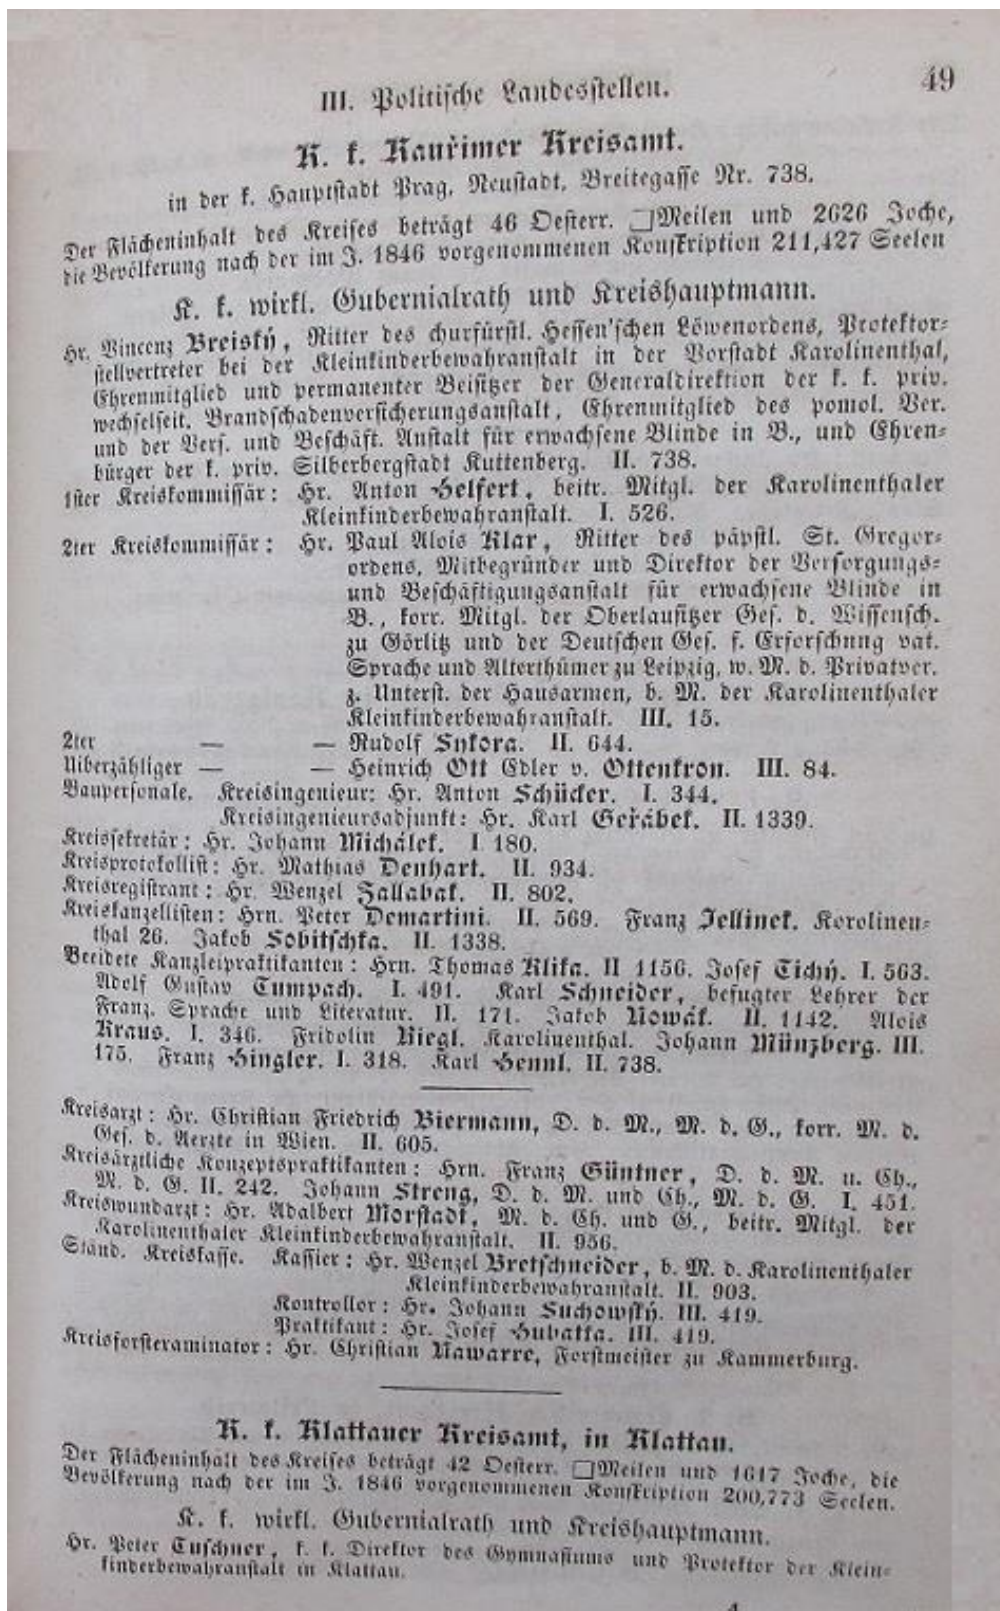 III. Politische Landesstellen.
49
K. k. Kauřimer Kreisamt.
in der k. Hauptstadt Prag, Neustadt, Breitegasse Nr. 738.
Der Flächeninhalt des Kreises beträgt 46 Oesterr. □Meilen und 2626 Joche,
die Bevölkerung nach der im J. 1846 vorgenommenen Konskription 211,427 Seelen
K. k. wirkl. Gubernialrath und Kreishauptmann.
Hr. Vincenz Breiský, Ritter des churfürstl. Hessen'schen Löwenordens, Protektor-
stellvertreter bei der Kleinkinderbewahranstalt in der Vorstadt Karolinenthal,
Ehrenmitglied und permanenter Beisitzer der Generaldirektion der k. k. priv.
wechselseit. Brandschadenversicherungsanstalt, Ehrenmitglied des pomol. Ver.
und der Vers. und Beschäft. Anstalt für erwachsene Blinde in B., und Ehren-
bürger der k. priv. Silberbergstadt Kuttenberg. II. 738.
1ster Kreiskommissär: Hr. Anton Helfert, beitr. Mitgl. der Karolinenthaler
Kleinkinderbewahranstalt. I. 526.
2ter Kreiskommissär: Hr. Paul Alois Klar, Ritter des päpstl. St. Gregor-
ordens, Mitbegründer und Direktor der Versorgungs-
und Beschäftigungsanstalt für erwachsene Blinde in
B., korr. Mitgl. der Oberlausitzer Ges. d. Wissensch.
zu Görlitz und der Deutschen Ges. f. Erforschung vat.
Sprache und Alterthümer zu Leipzig, w. M. d. Privatver.
z. Unterst. der Hausarmen, b. M. der Karolinenthaler
Kleinkinderbewahranstalt. III. 15.
2ter — — Rudolf Sykora. II. 644.
Uiberzähliger — — Heinrich Ott Edler v. Ottenkron. III. 84.
Baupersonale. Kreisingenieur: Hr. Anton Schücker. I. 344.
Kreisingenieursadjunkt: Hr. Karl Geřábek. II. 1339.
Kreissekretär: Hr. Johann Michálek. I 180.
Kreisprotokollist: Hr. Mathias Denhart. II. 934.
Kreisregistrant: Hr. Wenzel Zallabak. II. 802.
Kreiskanzellisten: Hrn. Peter Demartini. II. 569. Franz Jellinek. Korolinen-
thal 26. Jakob Sobitschka. II. 1338.
Beeidete Kanzleipraktikanten: Hrn. Thomas Klika. II 1156. Josef Tichý. I. 563.
Adolf Gustav Tumpach. I. 491. Karl Schneider, befugter Lehrer der
Franz. Sprache und Literatur. II. 171. Jakob Nowák. II. 1142. Alois
Kraus. I. 346. Fridolin Riegl. Karolinenthal. Johann Münzberg. III.
175. Franz Hingler. I. 318. Karl Hennl. II. 738.
Kreisarzt: Hr. Christian Friedrich Biermann, D. d. M., M. d. G., korr. M. d.
Ges. d. Aerzte in Wien. II. 605.
Kreisärztliche Konzeptspraktikanten: Hrn. Franz Güntner, D. d. M. u. Ch.,
M. d. G. II. 242. Johann Streng, D. d. M. und Ch., M. d. G. I. 451.
Kreiswundarzt: Hr. Adalbert Morstadt, M. d. Ch. und G., beitr. Mitgl. der
Karolinenthaler Kleinkinderbewahranstalt. II. 956.
Ständ. Kreiskasse. Kassier: Hr. Wenzel Bretschneider, b. M. d. Karolinenthaler
Kleinkinderbewahranstalt. II. 903.
Kontrollor: Hr. Johann Suchowský. III. 419.
Praktikant: Hr. Josef Hubatka. III. 419.
Kreisforstexaminator: Hr. Christian Nawarre, Forstmeister zu Kammerburg.
K. k. Klattauer Kreisamt, in Klattau.
Der Flächeninhalt des Kreises beträgt 42 Oesterr. □Meilen und 1617 Joche, die
Bevölkerung nach der im J. 1846 vorgenommenen Konskription 200,773 Seelen.
K. k. wirkl. Gubernialrath und Kreishauptmann.
Hr. Peter Tuschner, k. k. Direktor des Gymnasiums und Protektor der Klein-
kinderbewahranstalt in Klattau.